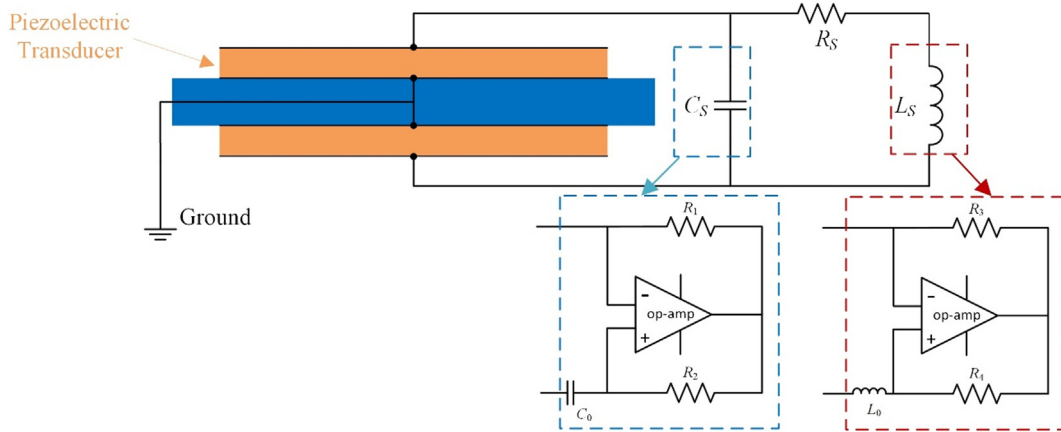 Piezoelectric
Transducer
R_S
C_S
L_S
Ground
R_1
R_3
-
op-amp
+
-
op-amp
+
R_2
R_4
C_0
L_0